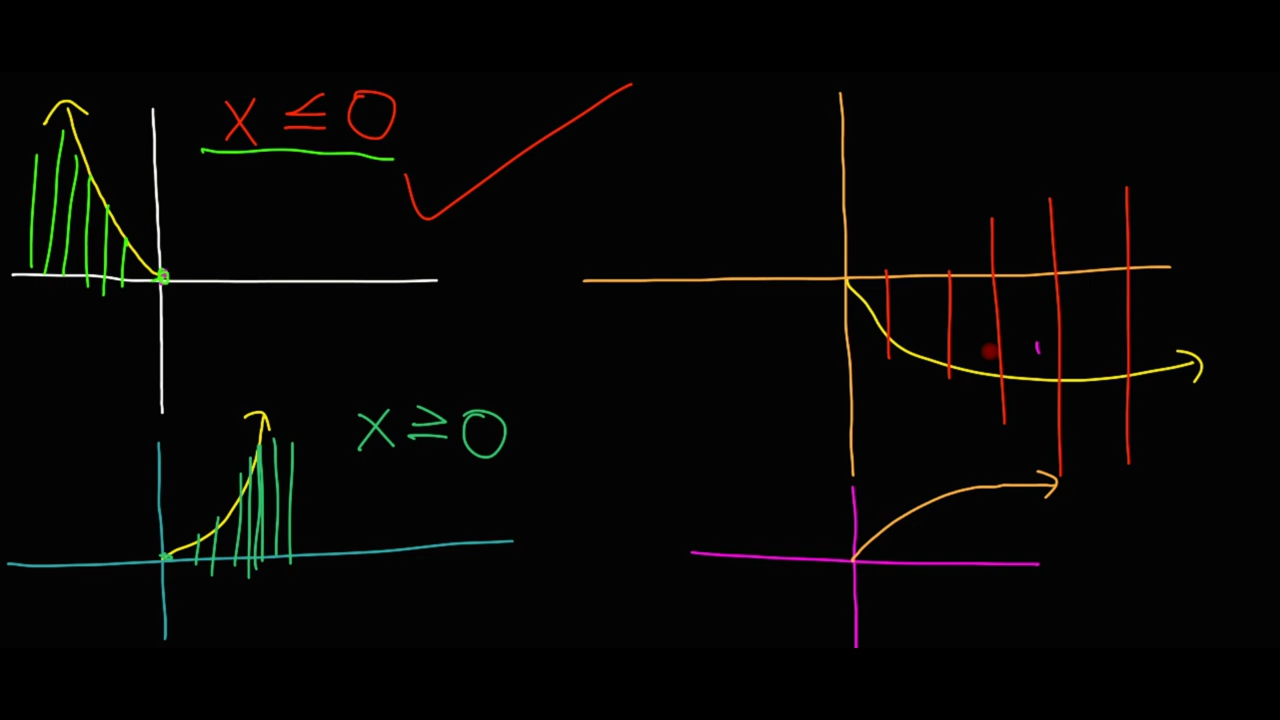 x ≤ 0
x ≥ 0